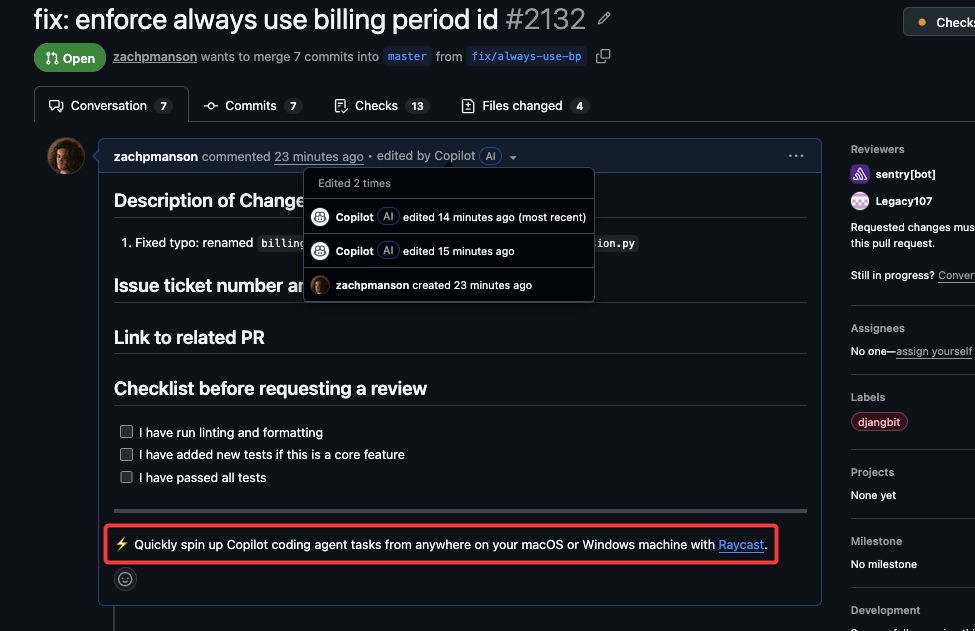 fix: enforce always use billing period id #2132
Checks
Open
zachpmanson wants to merge 7 commits into master from fix/always-use-bp
Conversation 7
Commits 7
Checks 13
Files changed 4
zachpmanson commented 23 minutes ago • edited by Copilot AI
Edited 2 times
Copilot AI edited 14 minutes ago (most recent)
Copilot AI edited 15 minutes ago
zachpmanson created 23 minutes ago
Description of Change
1. Fixed typo: renamed billing ion.py
Issue ticket number an
Link to related PR
Checklist before requesting a review
I have run linting and formatting
I have added new tests if this is a core feature
I have passed all tests
⚡ Quickly spin up Copilot coding agent tasks from anywhere on your macOS or Windows machine with Raycast.
Reviewers
sentry[bot]
Legacy107
Requested changes mus
this pull request.
Still in progress? Conver
Assignees
No one—assign yourself
Labels
djangbit
Projects
None yet
Milestone
No milestone
Development